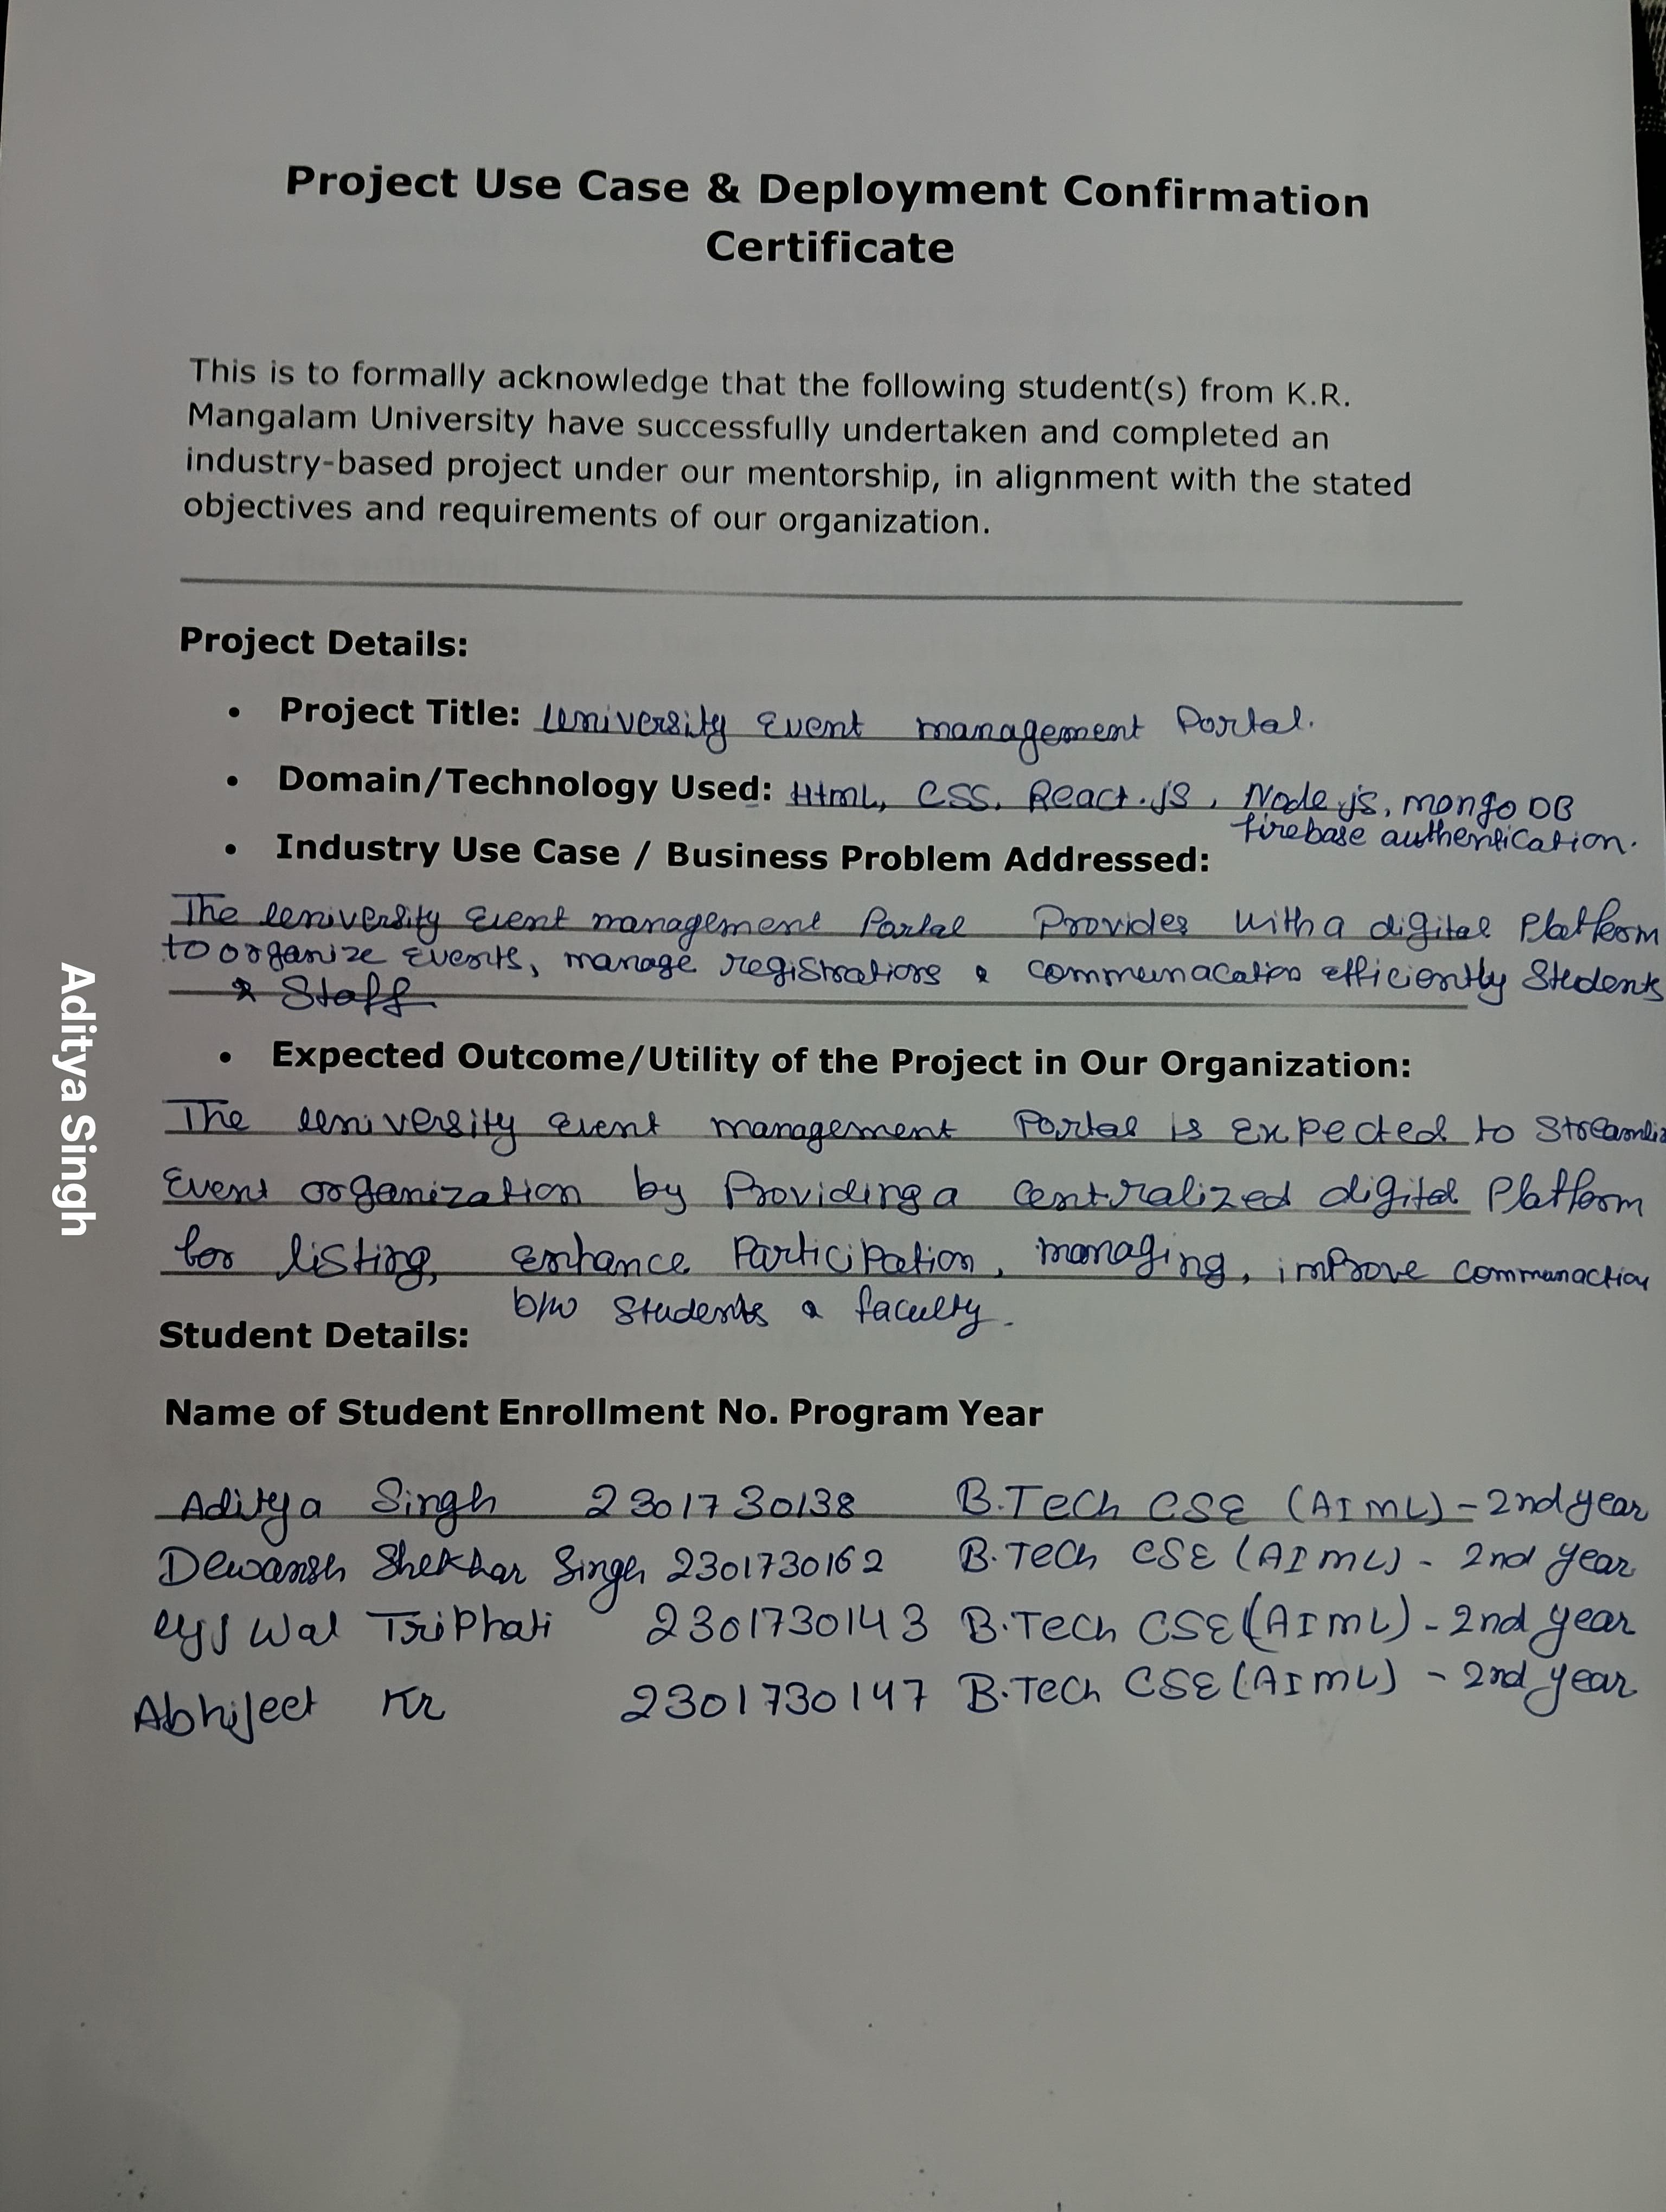 Project Use Case & Deployment Confirmation
Certificate
This is to formally acknowledge that the following student(s) from K.R.
Mangalam University have successfully undertaken and completed an
industry-based project under our mentorship, in alignment with the stated
objectives and requirements of our organization.
Project Details:
• Project Title: University Event management Portal.
• Domain/Technology Used: Html, CSS, React.js, Node.js, mongo DB
firebase authentication.
• Industry Use Case / Business Problem Addressed:
The University Event management Portal Provides with a digital Platform
to organize Events, manage registrations & communacation efficiently Students
& Staff
• Expected Outcome/Utility of the Project in Our Organization:
The University Event management Portal is Expected to
Event organization by Providing a Centralized digital Platform
for listing, enhance Participation, managing, improve communaction
b/w Students & faculty.
Student Details:
Name of Student Enrollment No. Program Year
Aditya Singh 2301730138 B.Tech CSE (AIML) - 2nd year
Dewansh Shekhar Singh 2301730162 B.Tech CSE (AIML) - 2nd year
Ujjwal Triphati 2301730143 B.Tech CSE (AIML) - 2nd year
Abhijeet Kr 2301730147 B.Tech CSE (AIML) - 2nd year
Aditya Singh